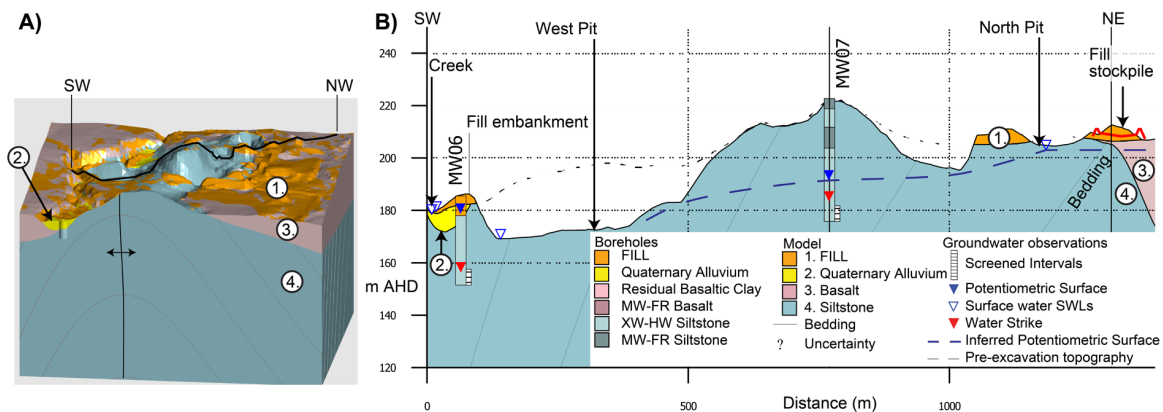 A)
SW
NW
2.
1.
3.
4.
B)
SW
West Pit
North Pit
NE
240
Creek
MW07
Fill
stockpile
220
MW06
Fill embankment
1.
200
Bedding
3.
4.
180
2.
160
m AHD
140
120
Boreholes
FILL
Quaternary Alluvium
Residual Basaltic Clay
MW-FR Basalt
XW-HW Siltstone
MW-FR Siltstone
Model
1. FILL
2. Quaternary Alluvium
3. Basalt
4. Siltstone
Bedding
? Uncertainty
Groundwater observations
Screened Intervals
Potentiometric Surface
Surface water SWLs
Water Strike
Inferred Potentiometric Surface
Pre-excavation topography
0
500
Distance (m)
1000